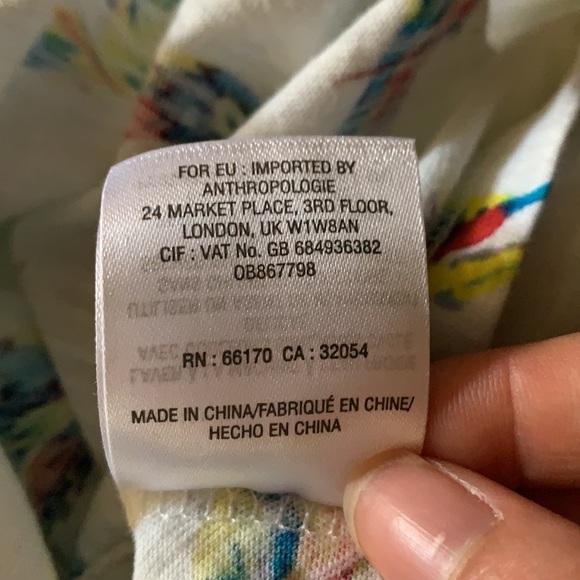 FOR EU : IMPORTED BY
ANTHROPOLOGIE
24 MARKET PLACE, 3RD FLOOR,
LONDON, UK W1W8AN
CIF : VAT No. GB 684936382
OB867798
RN : 66170 CA : 32054
MADE IN CHINA/FABRIQUÉ EN CHINE/
HECHO EN CHINA